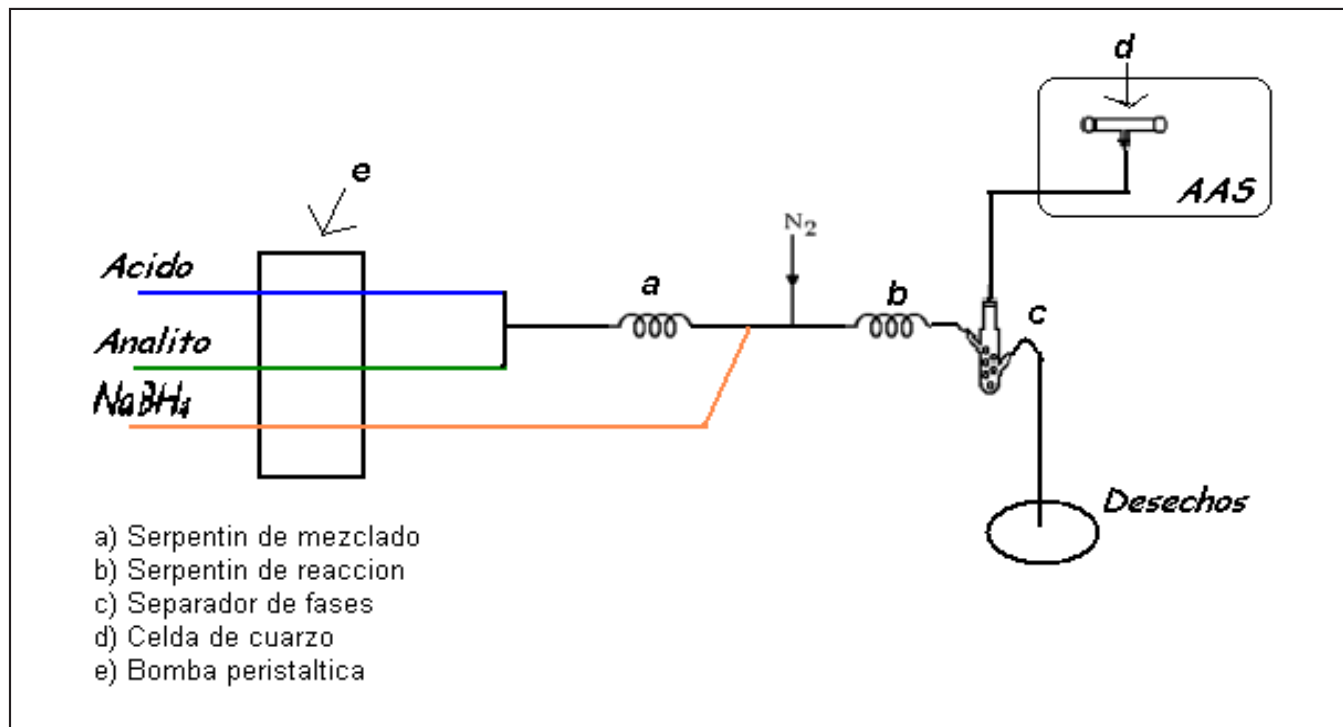 d
AAS
e
N2
Acido
a
b
c
Analito
NaBH4
Desechos
a) Serpentin de mezclado
b) Serpentin de reaccion
c) Separador de fases
d) Celda de cuarzo
e) Bomba peristaltica